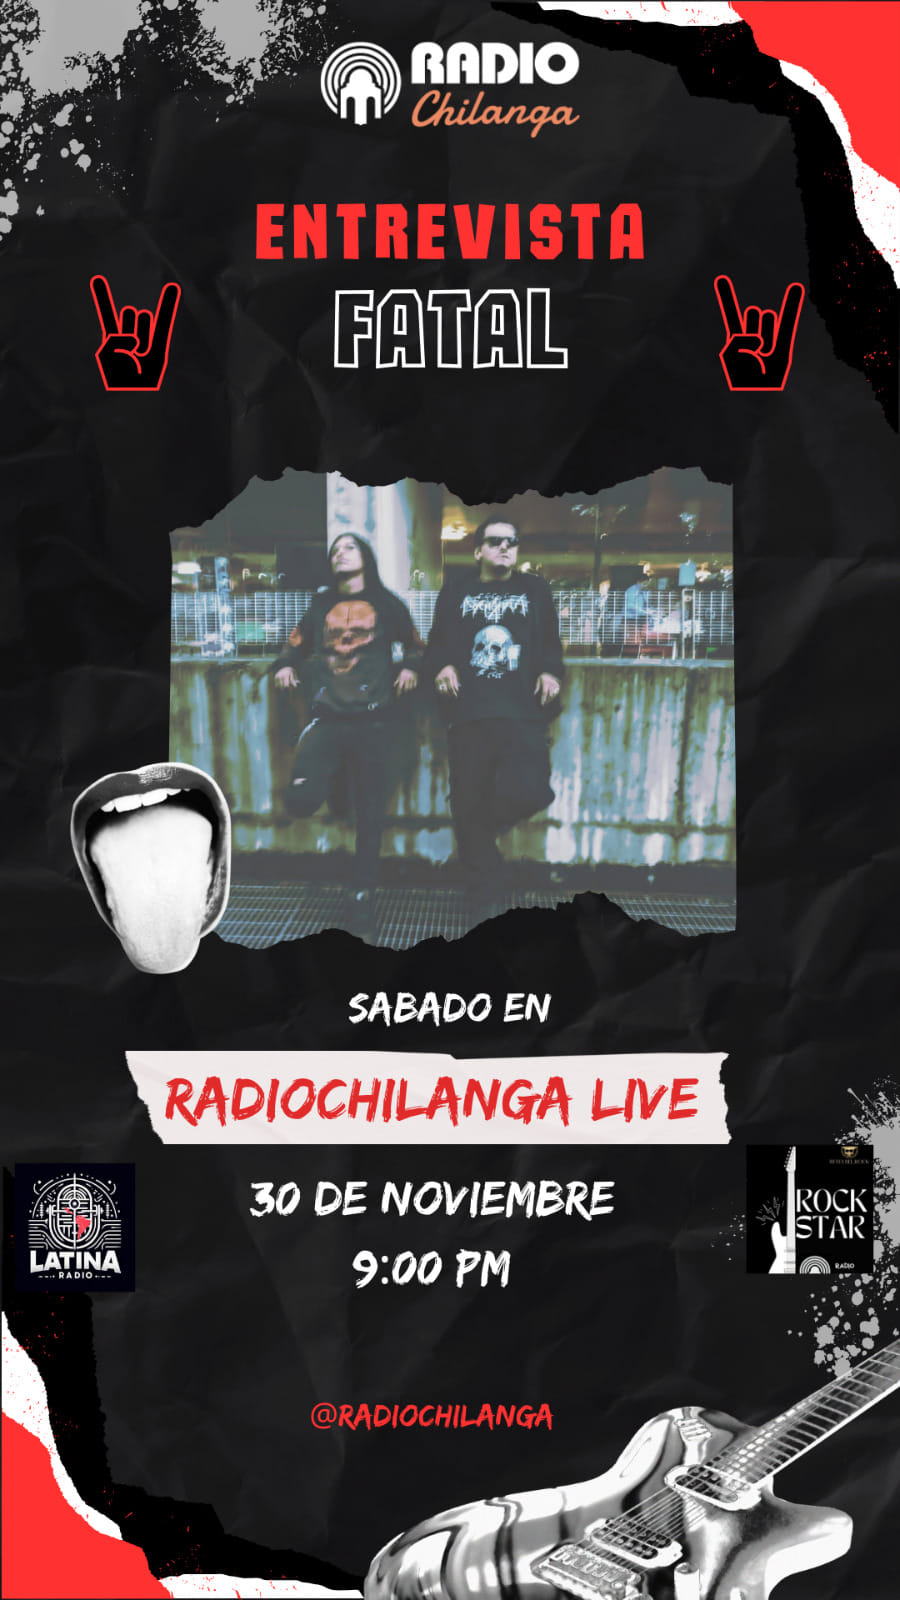 RADIO
Chilanga
ENTREVISTA
FATAL
SABADO EN
RADIOCHILANGA LIVE
30 DE NOVIEMBRE
9:00 PM
LATINA
RADIO
ROCK
STAR
RADIO
@RADIOCHILANGA